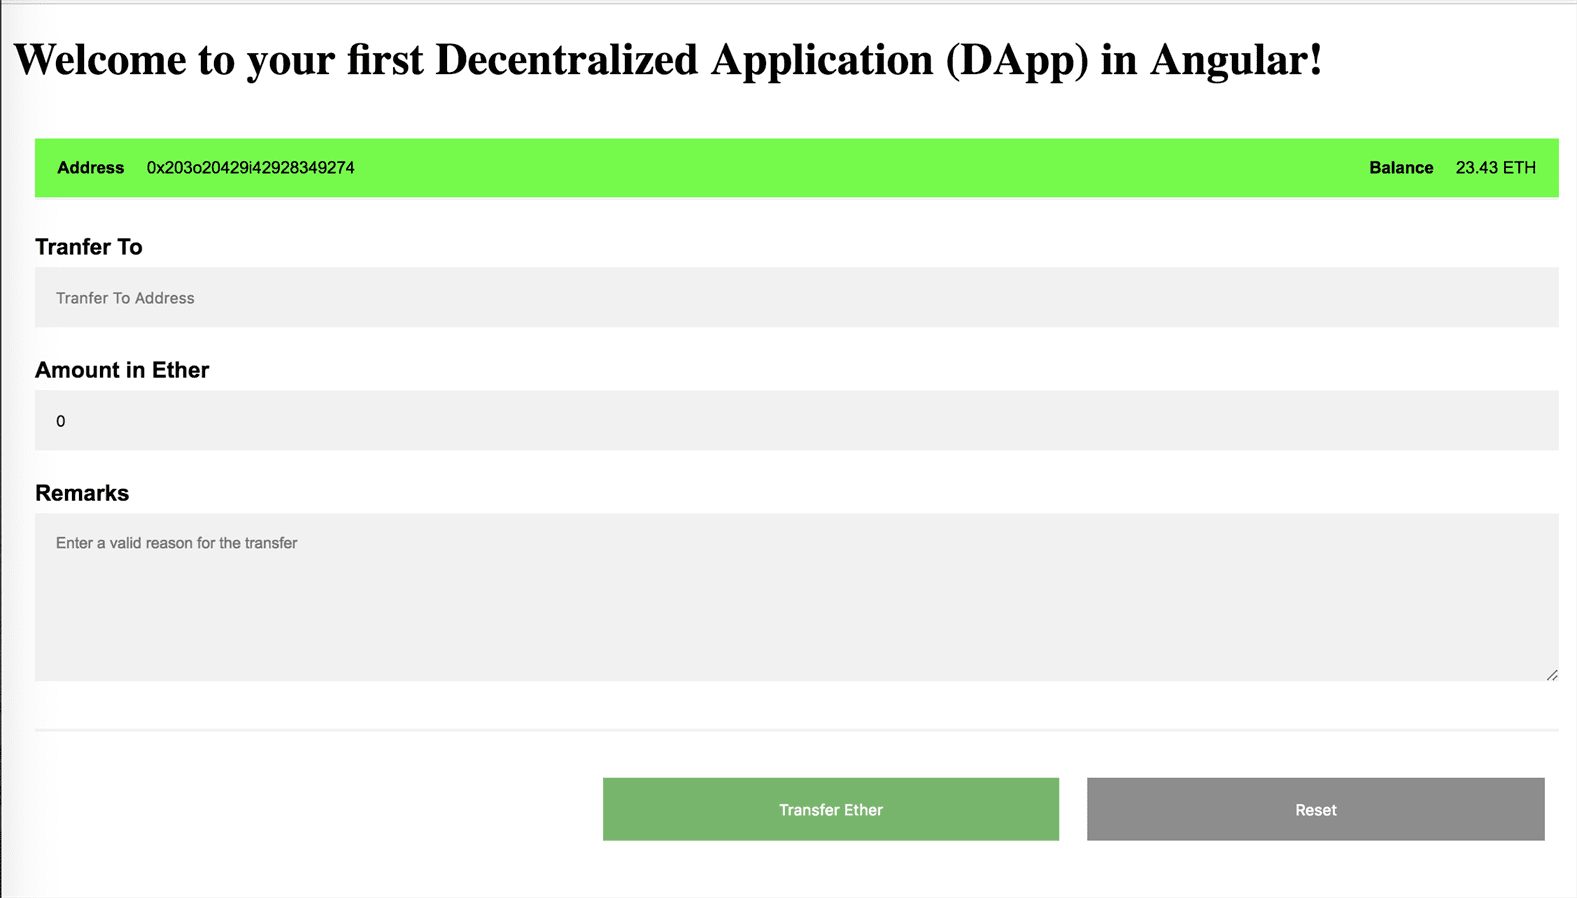 Welcome to your first Decentralized Application (DApp) in Angular!
Address 0x203o20429i42928349274 Balance 23.43 ETH
Tranfer To
Tranfer To Address
Amount in Ether
0
Remarks
Enter a valid reason for the transfer
Transfer Ether Reset